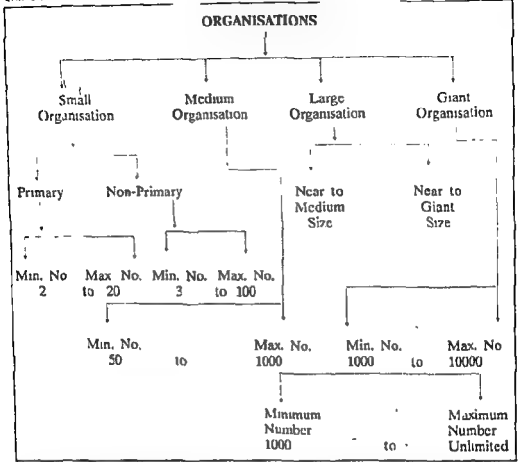 ORGANISATIONS
Small Medium Large Giant
Organisation Organisation Organisation Organisation
Primary Non-Primary Near to Near to
Medium Giant
Size Size
Min. No Max No. Min. No. Max. No.
2 to 20 3 to 100
Min. No. Max. No. Min. No. Max. No
50 to 1000 1000 to 10000
Minimum Maximum
Number Number
1000 to Unlimited